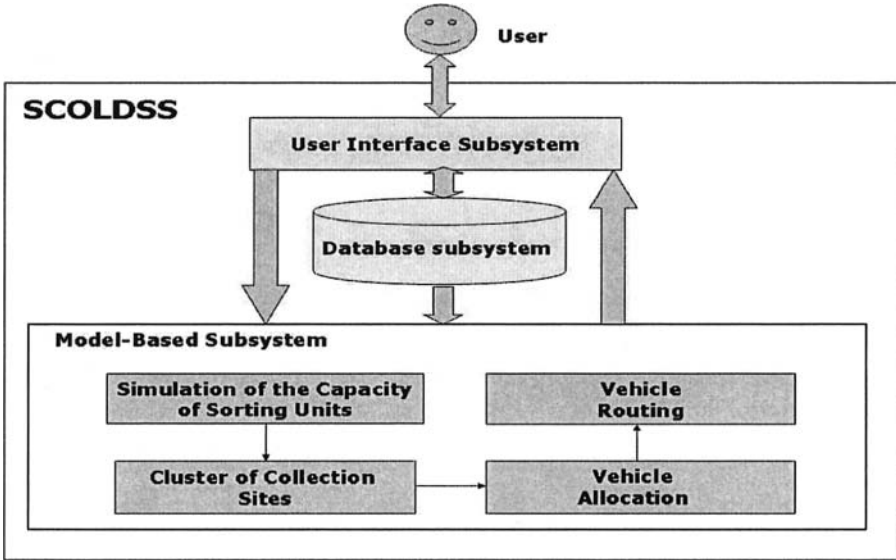 User
SCOLDSS
User Interface Subsystem
Database subsystem
Model-Based Subsystem
Simulation of the Capacity
of Sorting Units
Cluster of Collection
Sites
Vehicle
Allocation
Vehicle
Routing